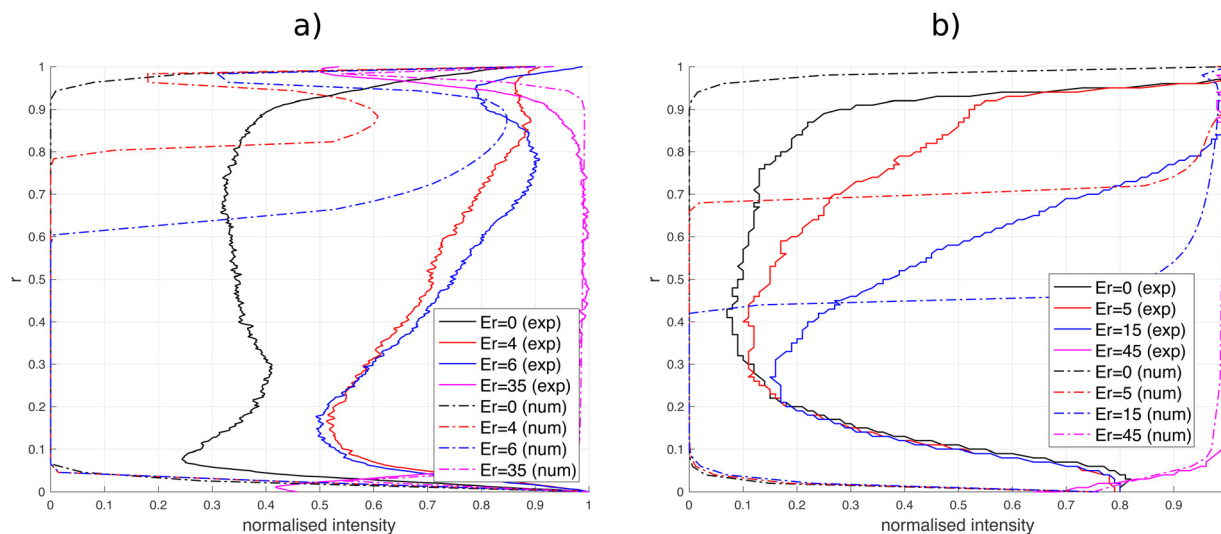 a)
b)
1
0.9
0.8
0.7
0.6
0.5
0.4
0.3
0.2
0.1
0
r
0 0.1 0.2 0.3 0.4 0.5 0.6 0.7 0.8 0.9 1
normalised intensity
Er=0 (exp)
Er=4 (exp)
Er=6 (exp)
Er=35 (exp)
Er=0 (num)
Er=4 (num)
Er=6 (num)
Er=35 (num)
1
0.9
0.8
0.7
0.6
0.5
0.4
0.3
0.2
0.1
0
r
0 0.1 0.2 0.3 0.4 0.5 0.6 0.7 0.8 0.9
normalised intensity
Er=0 (exp)
Er=5 (exp)
Er=15 (exp)
Er=45 (exp)
Er=0 (num)
Er=5 (num)
Er=15 (num)
Er=45 (num)